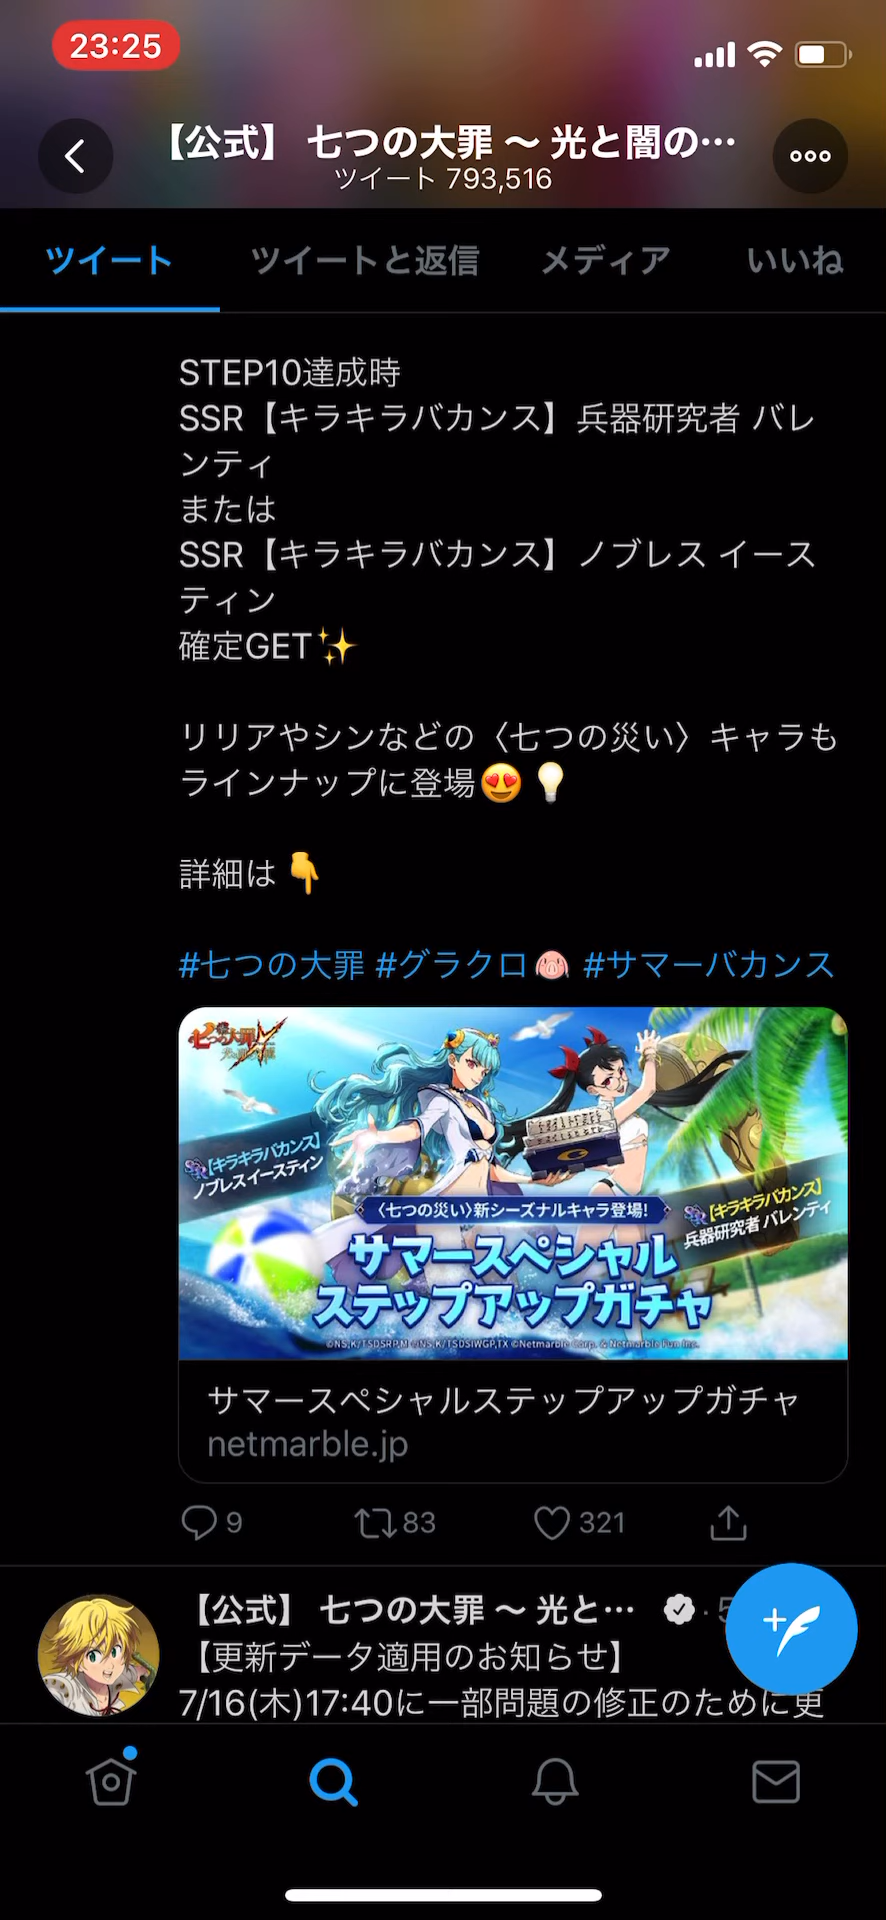 23:25
【公式】 七つの大罪 〜 光と闇の…
ツイート 793,516
ツイート
ツイートと返信
メディア
いいね
STEP10達成時
SSR【キラキラバカンス】兵器研究者 バレ
ンティ
または
SSR【キラキラバカンス】ノブレス イース
ティン
確定GET✨
リリアやシンなどの〈七つの災い〉キャラも
ラインナップに登場😍💡
詳細は👇
#七つの大罪 #グラクロ #サマーバカンス
七つの大罪
【キラキラバカンス】
ノブレスイースティン
〈七つの災い〉新シーズナルキャラ登場!
【キラキラバカンス】
兵器研究者 バレンティ
サマースペシャル
ステップアップガチャ
©NS,K/TSDSRP,M ©NS,K/TSDSIWGP,TX ©Netmarble Corp. & Netmarble Fun Inc.
サマースペシャルステップアップガチャ
netmarble.jp
9
83
321
【公式】 七つの大罪 〜 光と… · 5
【更新データ適用のお知らせ】
7/16(木)17:40に一部問題の修正のために更